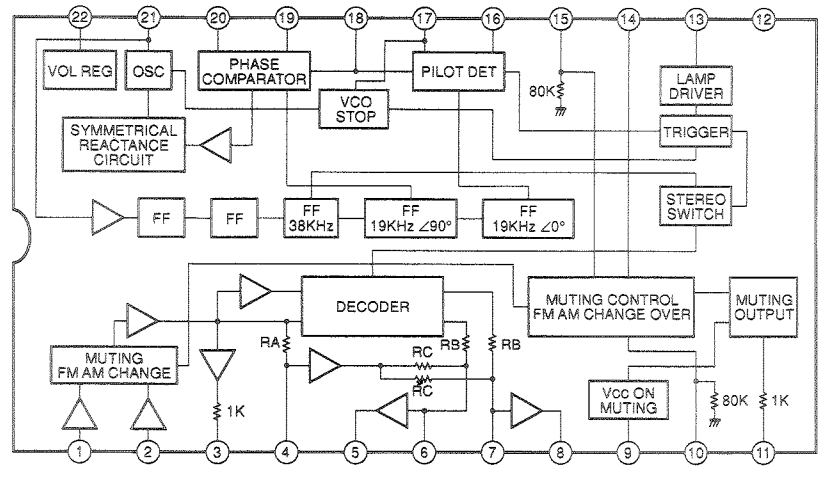 22 21 20 19 18 17 16 15 14 13 12
VOL REG
OSC
PHASE
COMPARATOR
PILOT DET
80K
LAMP
DRIVER
VCO
STOP
TRIGGER
SYMMETRICAL
REACTANCE
CIRCUIT
FF
FF
FF
38KHz
FF
19KHz ∠90°
FF
19KHz ∠0°
STEREO
SWITCH
DECODER
MUTING CONTROL
FM AM CHANGE OVER
MUTING
OUTPUT
RA
RB
RB
MUTING
FM AM CHANGE
RC
RC
1K
Vcc ON
MUTING
80K
1K
1 2 3 4 5 6 7 8 9 10 11